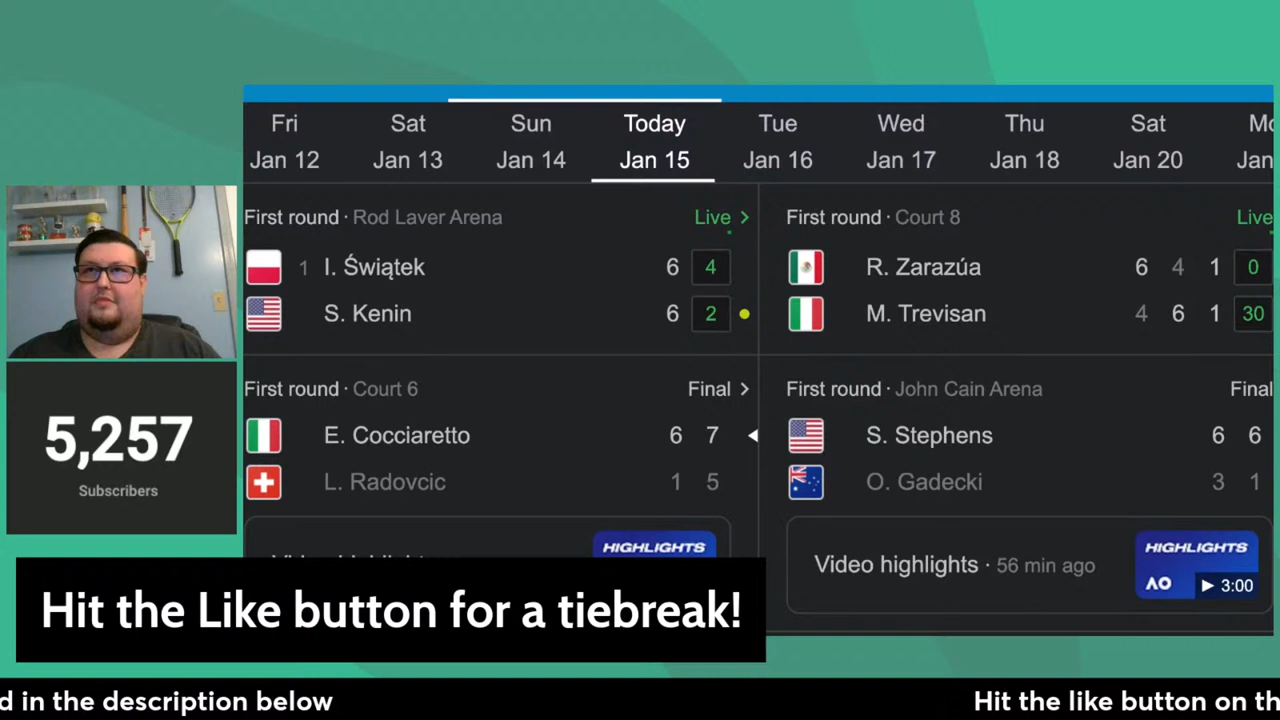 Fri Sat Sun Today Tue Wed Thu Sat
Jan 12 Jan 13 Jan 14 Jan 15 Jan 16 Jan 17 Jan 18 Jan 20 Jan
First round · Rod Laver Arena Live >
1 I. Świątek 6 4
S. Kenin 6 2
First round · Court 8 Live
R. Zarazúa 6 4 1 0
M. Trevisan 4 6 1 30
First round · Court 6 Final >
E. Cocciaretto 6 7
L. Radovcic 1 5
First round · John Cain Arena Final
S. Stephens 6 6
O. Gadecki 3 1
HIGHLIGHTS
Video highlights · 56 min ago
HIGHLIGHTS
AO 3:00
5,257
Subscribers
Hit the Like button for a tiebreak!
d in the description below
Hit the like button on th